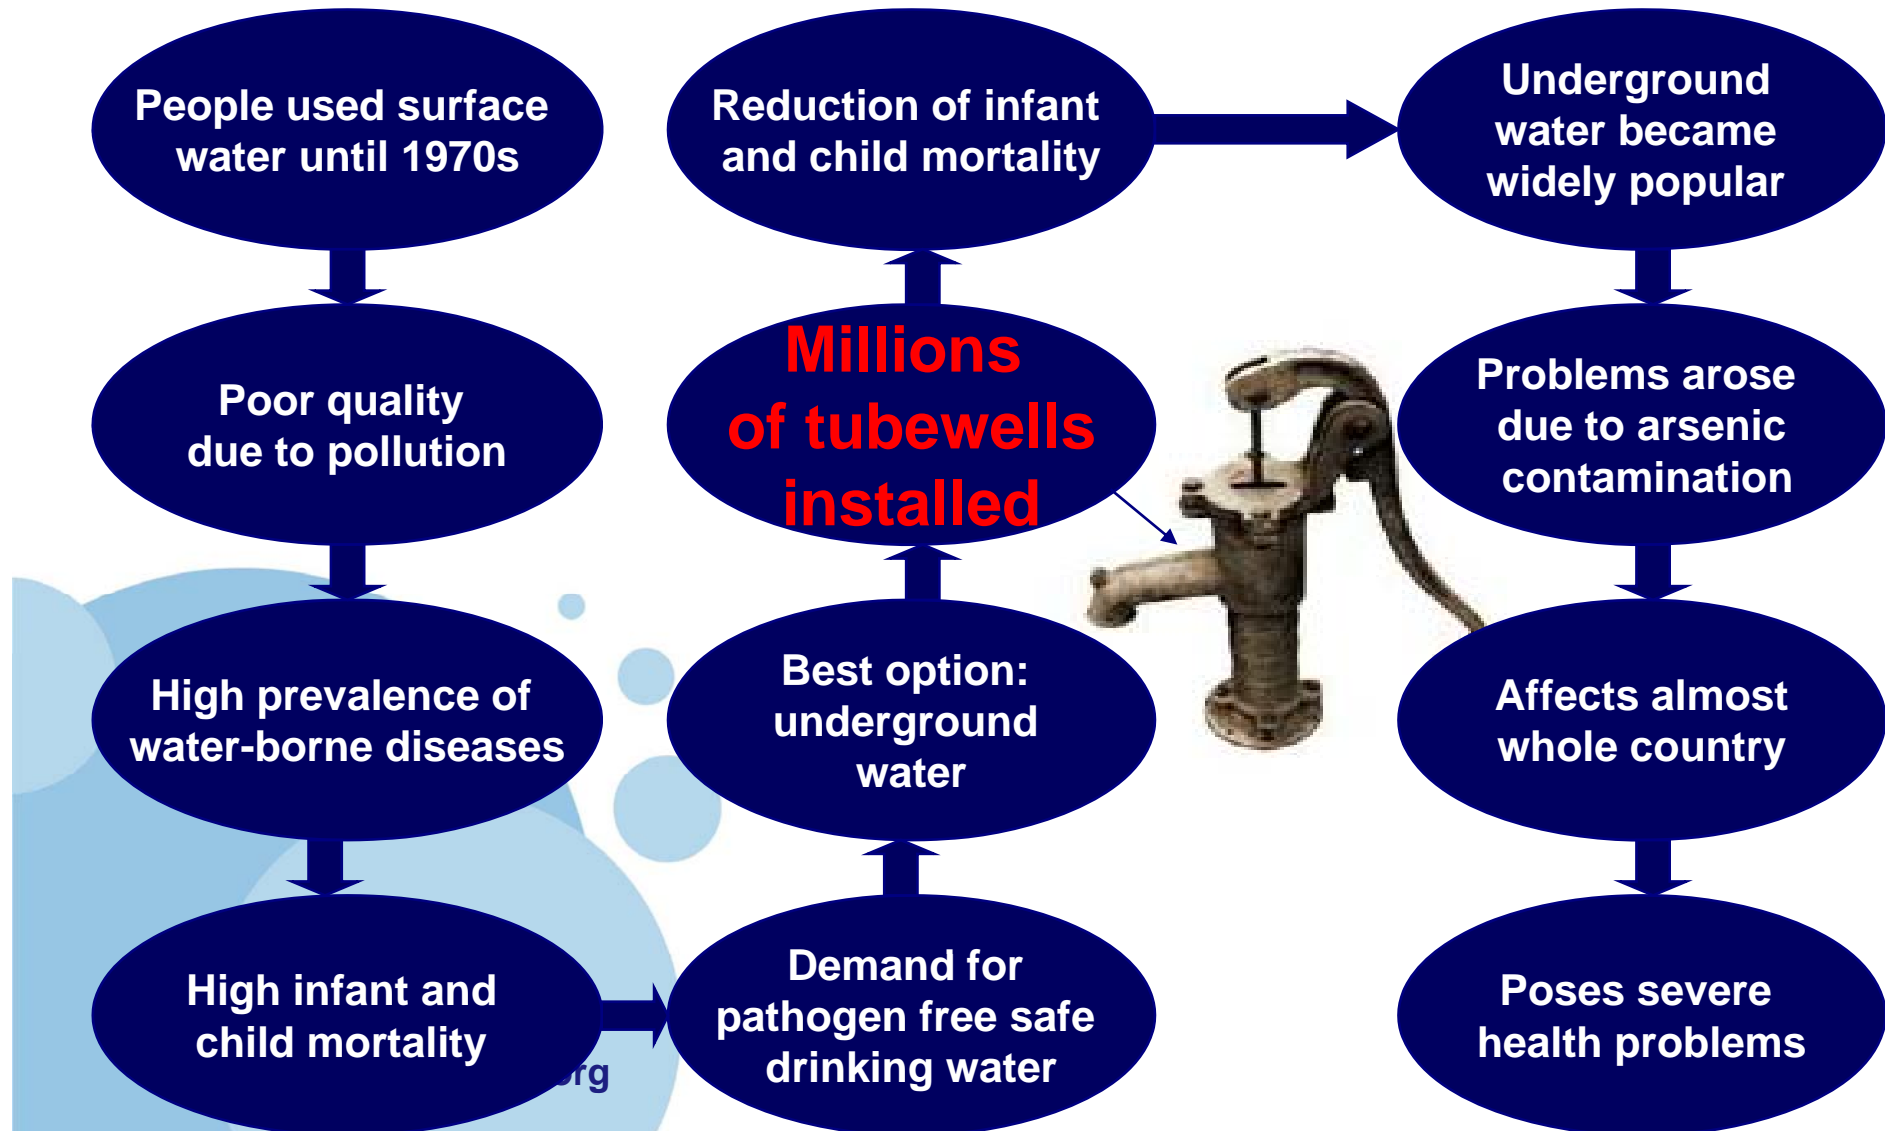 People used surface
water until 1970s
Poor quality
due to pollution
High prevalence of
water-borne diseases
High infant and
child mortality
Demand for
pathogen free safe
drinking water
Best option:
underground
water
Millions
of tubewells
installed
Reduction of infant
and child mortality
Underground
water became
widely popular
Problems arose
due to arsenic
contamination
Affects almost
whole country
Poses severe
health problems